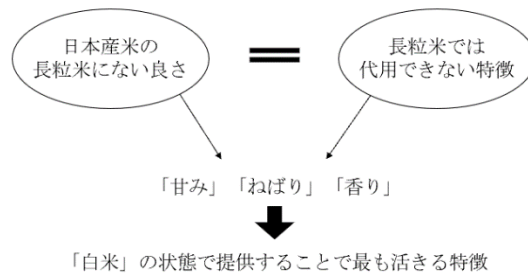 日本産米の
長粒米にない良さ
長粒米では
代用できない特徴
「甘み」「ねばり」「香り」
「白米」の状態で提供することで最も活きる特徴